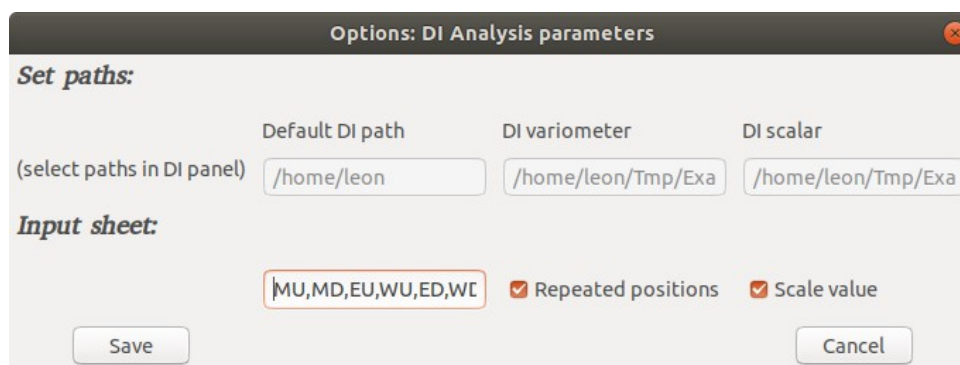 Options: DI Analysis parameters
Set paths:
Default DI path DI variometer DI scalar
(select paths in DI panel) /home/leon /home/leon/Tmp/Exa /home/leon/Tmp/Exa
Input sheet:
MU,MD,EU,WU,ED,WD Repeated positions Scale value
Save Cancel